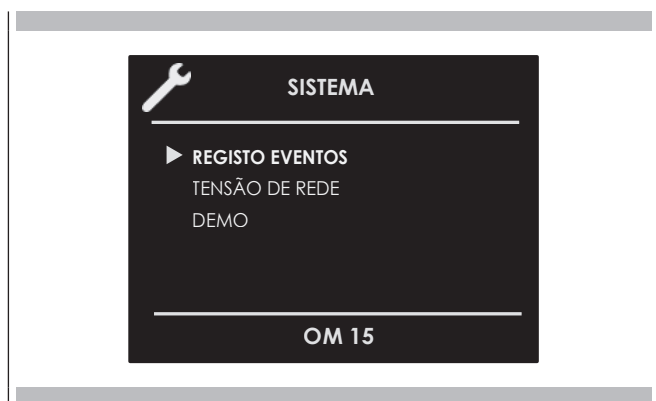 SISTEMA
REGISTO EVENTOS
TENSÃO DE REDE
DEMO
OM 15